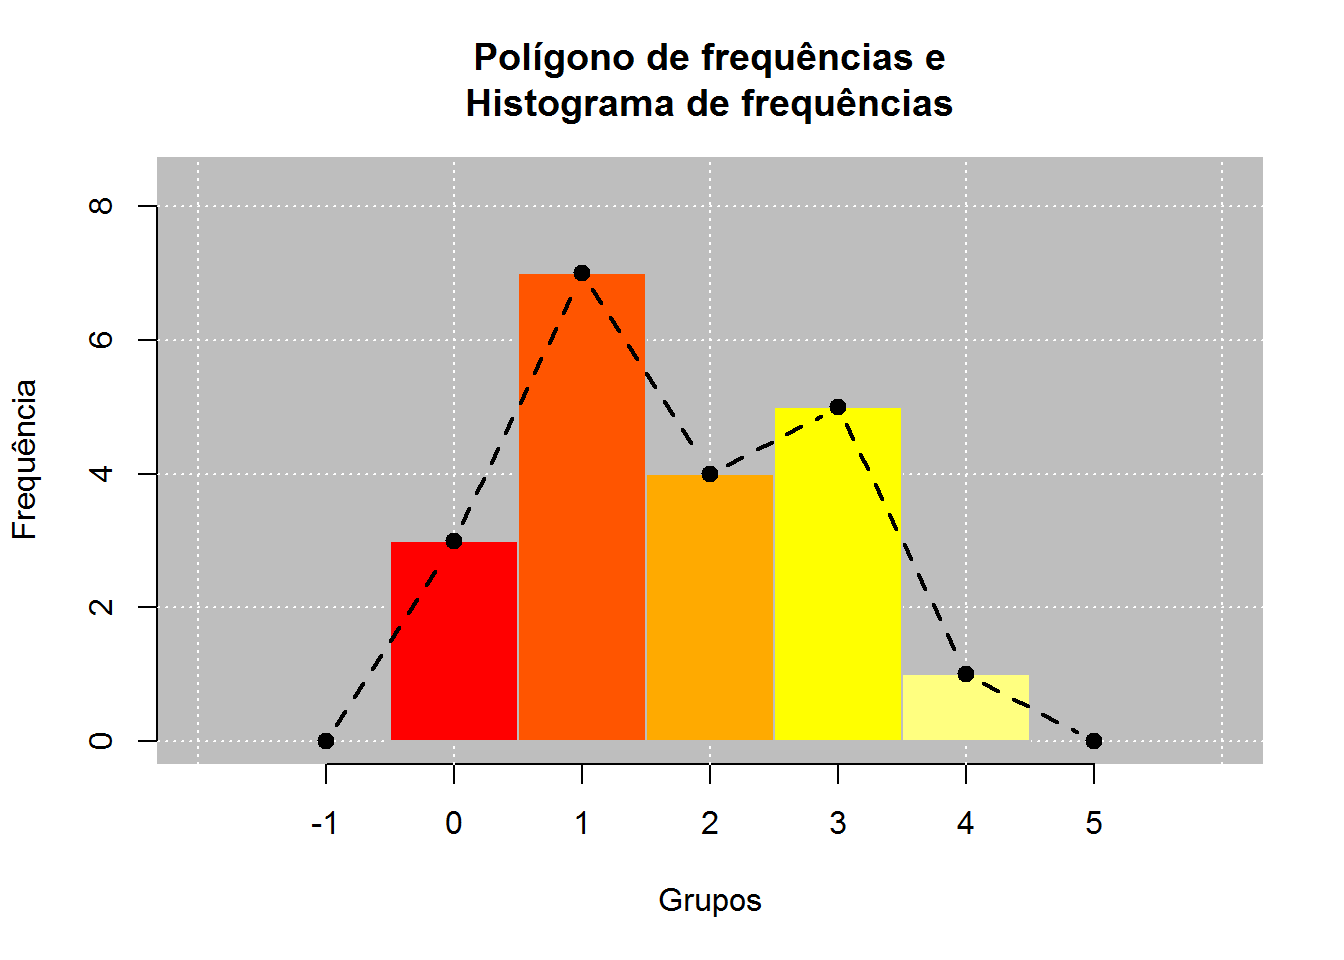 Polígono de frequências e
Histograma de frequências
Frequência
8
6
4
2
0
-1 0 1 2 3 4 5
Grupos